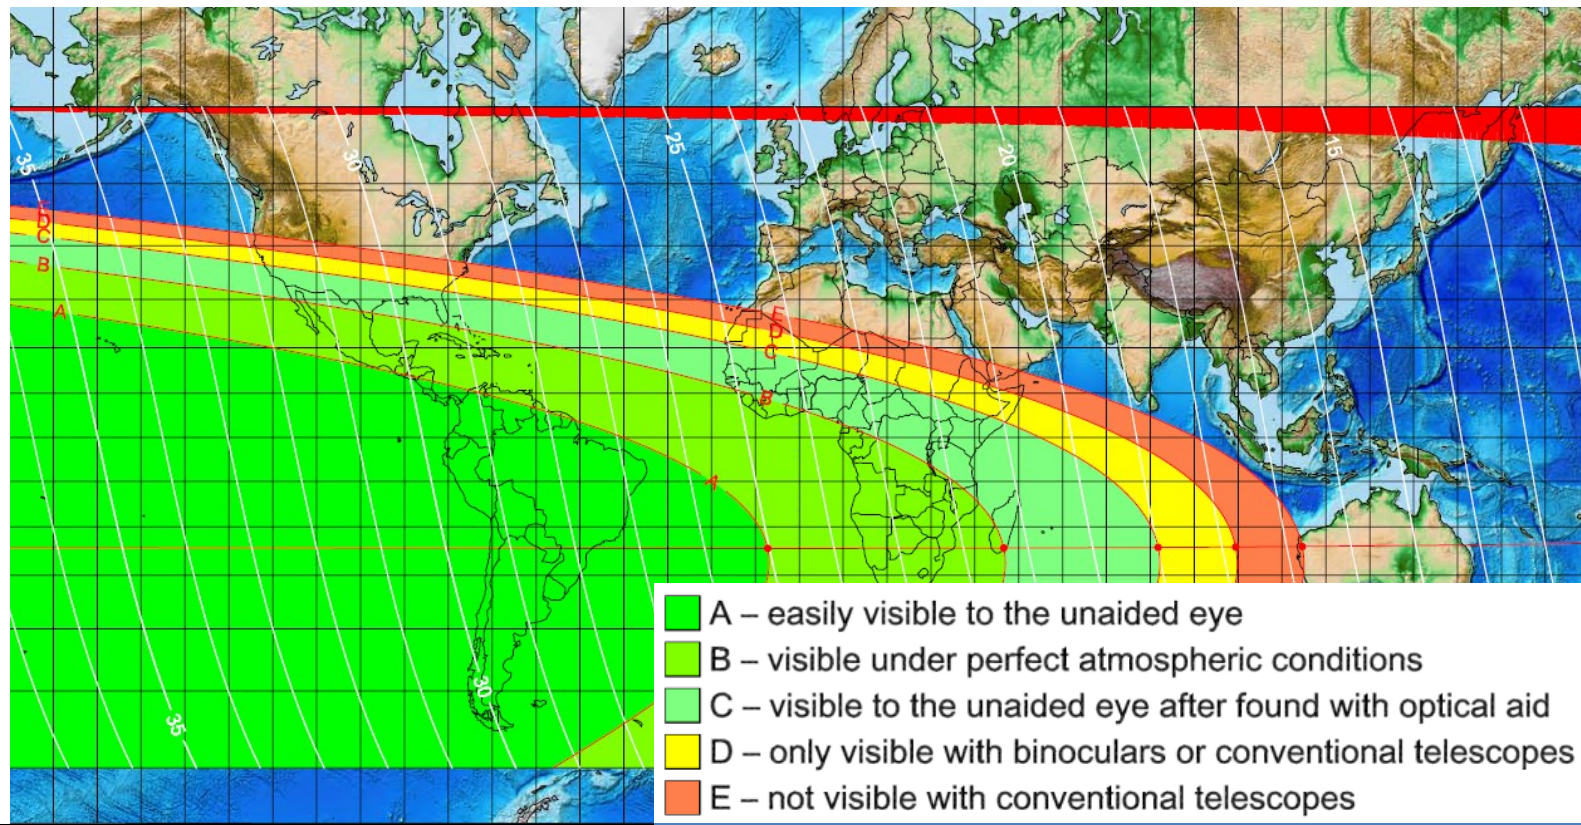 35
30
25
20
15
E
D
C
B
A
E
D
C
B
A
30
35
A – easily visible to the unaided eye
B – visible under perfect atmospheric conditions
C – visible to the unaided eye after found with optical aid
D – only visible with binoculars or conventional telescopes
E – not visible with conventional telescopes